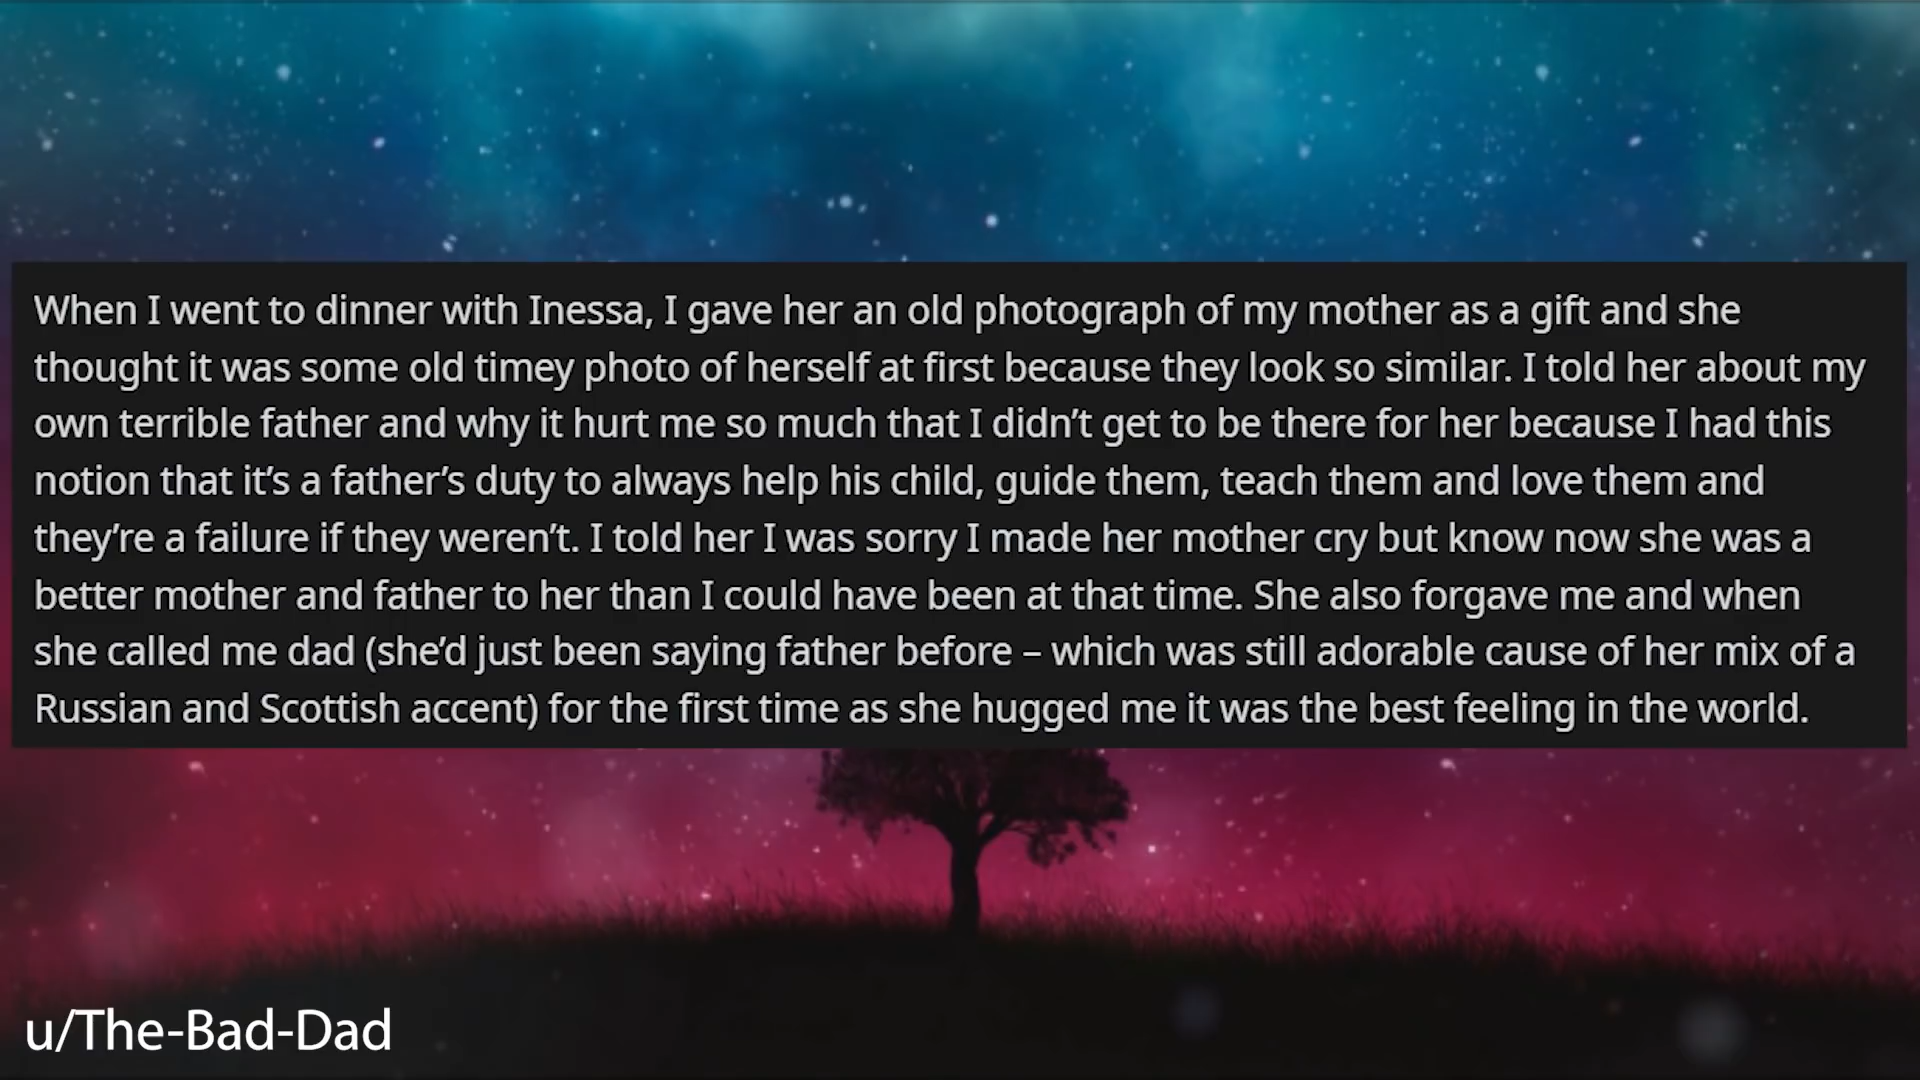 When I went to dinner with Inessa, I gave her an old photograph of my mother as a gift and she
thought it was some old timey photo of herself at first because they look so similar. I told her about my
own terrible father and why it hurt me so much that I didn’t get to be there for her because I had this
notion that it’s a father’s duty to always help his child, guide them, teach them and love them and
they’re a failure if they weren’t. I told her I was sorry I made her mother cry but know now she was a
better mother and father to her than I could have been at that time. She also forgave me and when
she called me dad (she’d just been saying father before – which was still adorable cause of her mix of a
Russian and Scottish accent) for the first time as she hugged me it was the best feeling in the world.
u/The-Bad-Dad